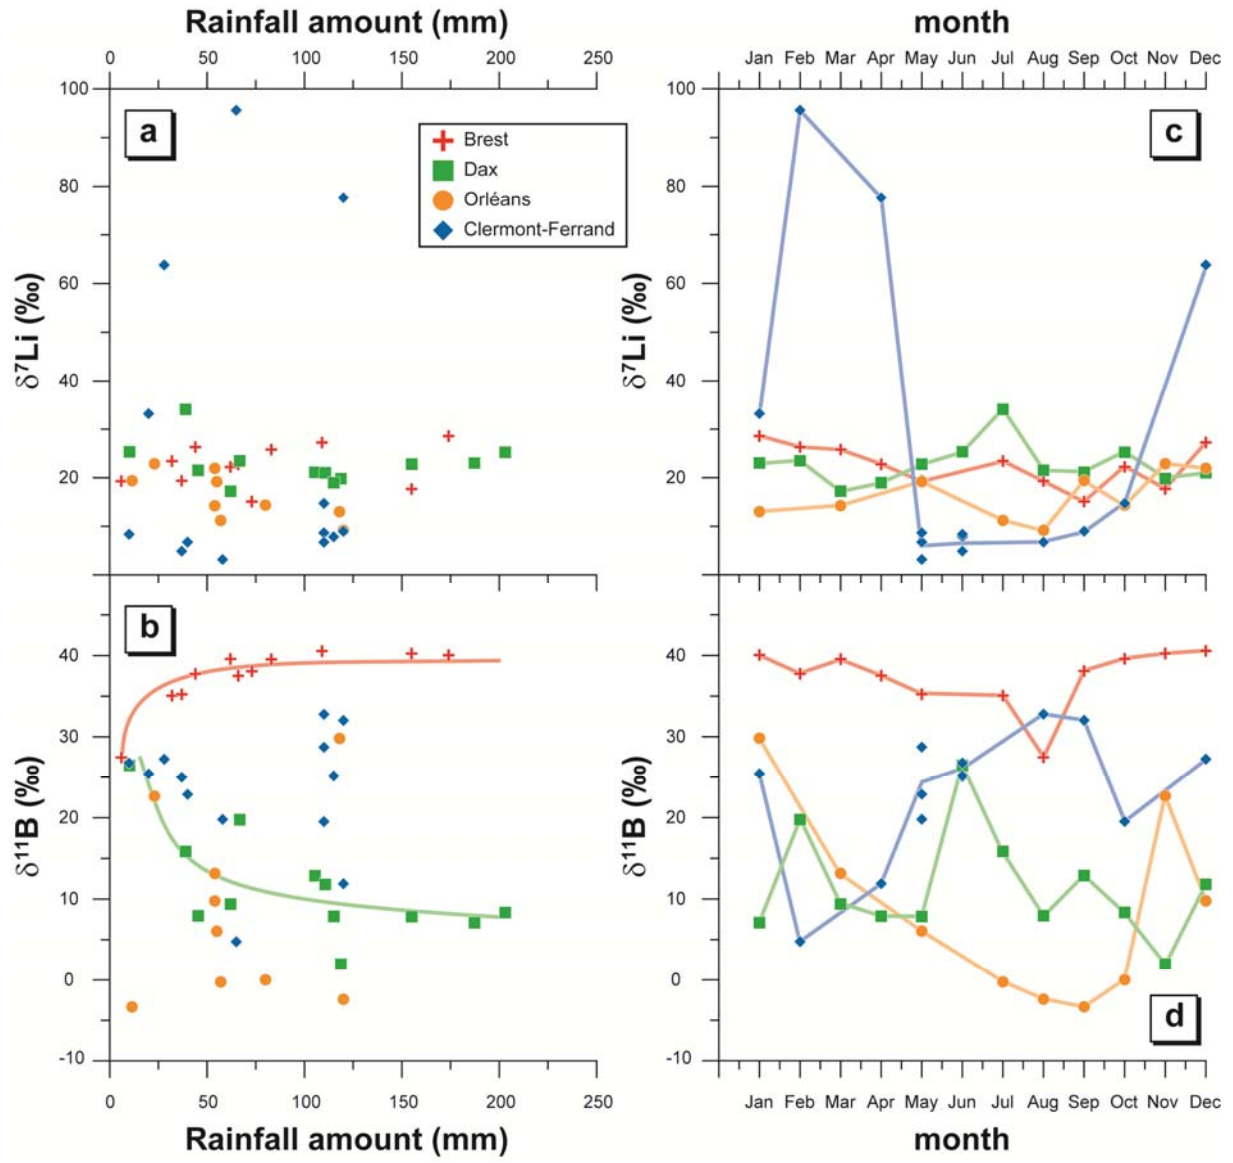 Rainfall amount (mm)
month
0 50 100 150 200 250
Jan Feb Mar Apr May Jun Jul Aug Sep Oct Nov Dec
100
80
60
40
20
δ⁷Li (‰)
a
Brest
Dax
Orléans
Clermont-Ferrand
100
80
60
40
20
δ⁷Li (‰)
c
40
30
20
10
0
-10
δ¹¹B (‰)
b
40
30
20
10
0
-10
δ¹¹B (‰)
d
0 50 100 150 200 250
Jan Feb Mar Apr May Jun Jul Aug Sep Oct Nov Dec
Rainfall amount (mm)
month